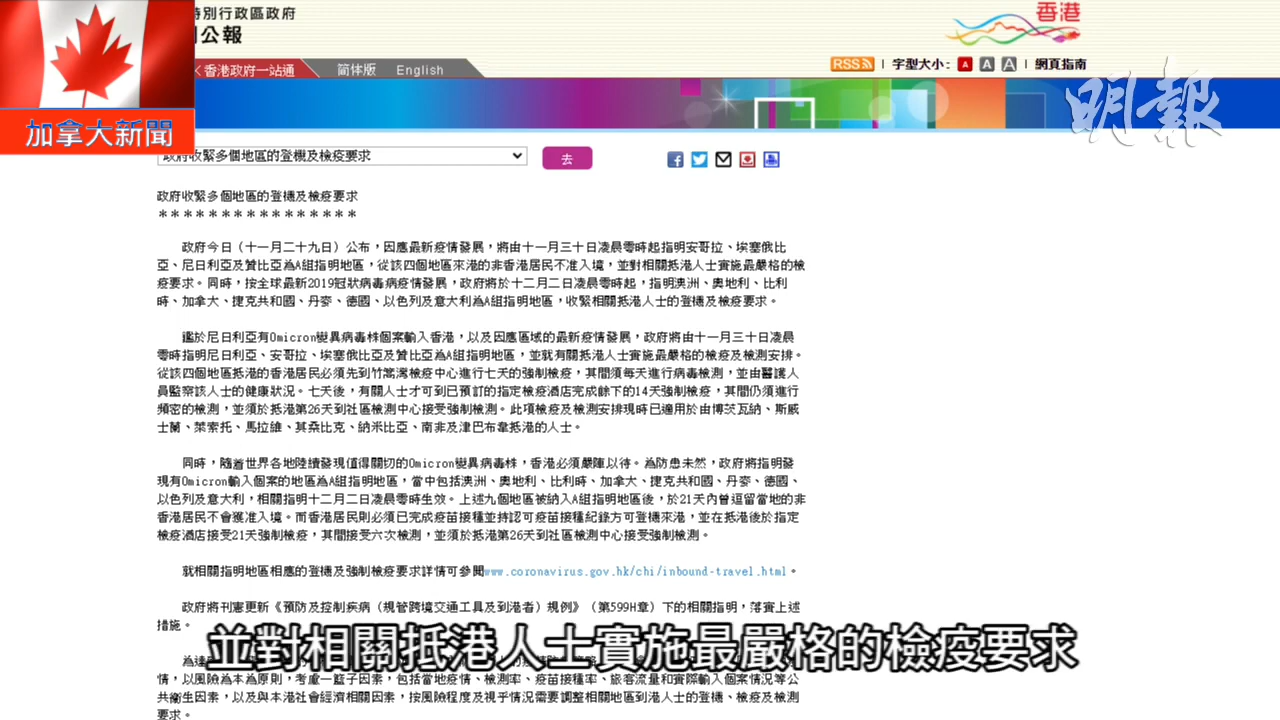 特別行政區政府
公報
香港
香港政府一站通
简体版
English
RSS
字型大小:
A
A
A
網頁指南
明報
加拿大新聞
政府收緊多個地區的登機及檢疫要求
去
政府收緊多個地區的登機及檢疫要求
****************
政府今日（十一月二十九日）公布，因應最新疫情發展，將由十一月三十日凌晨零時起指明安哥拉、埃塞俄比
亞、尼日利亞及贊比亞為A組指明地區，從該四個地區來港的非香港居民不准入境，並對相關抵港人士實施最嚴格的檢
疫要求。同時，按全球最新2019冠狀病毒病疫情發展，政府將於十二月二日凌晨零時起，指明澳洲、奧地利、比利
時、加拿大、捷克共和國、丹麥、德國、以色列及意大利為A組指明地區，收緊相關抵港人士的登機及檢疫要求。
鑑於尼日利亞有Omicron變異病毒株個案輸入香港，以及因應區域的最新疫情發展，政府將由十一月三十日凌晨
零時指明尼日利亞、安哥拉、埃塞俄比亞及贊比亞為A組指明地區，並就有關抵港人士實施最嚴格的檢疫及檢測安排。
從該四個地區抵港的香港居民必須先到竹篙灣檢疫中心進行七天的強制檢疫，其間須每天進行病毒檢測，並由醫護人
員監察該人士的健康狀況。七天後，有關人士才可到已預訂的指定檢疫酒店完成餘下的14天強制檢疫，其間仍須進行
頻密的檢測，並須於抵港第26天到社區檢測中心接受強制檢測。此項檢疫及檢測安排現時已適用於由博茨瓦納、斯威
士蘭、萊索托、馬拉維、莫桑比克、納米比亞、南非及津巴布韋抵港的人士。
同時，隨着世界各地陸續發現值得關切的Omicron變異病毒株，香港必須嚴陣以待。為防患未然，政府將指明發
現有Omicron輸入個案的地區為A組指明地區，當中包括澳洲、奧地利、比利時、加拿大、捷克共和國、丹麥、德國、
以色列及意大利，相關指明十二月二日凌晨零時生效。上述九個地區被納入A組指明地區後，於21天內曾逗留當地的非
香港居民不會獲准入境。而香港居民則必須已完成疫苗接種並持認可疫苗接種紀錄方可登機來港，並在抵港後於指定
檢疫酒店接受21天強制檢疫，其間接受六次檢測，並須於抵港第26天到社區檢測中心接受強制檢測。
就相關指明地區相應的登機及強制檢疫要求詳情可參閱www.coronavirus.gov.hk/chi/inbound-travel.html。
政府將刊憲更新《預防及控制疾病（規管跨境交通工具及到港者）規例》（第599H章）下的相關指明，落實上述
措施。
並對相關抵港人士實施最嚴格的檢疫要求
情，以風險為本為原則，考慮一籃子因素，包括當地疫情、檢測率、疫苗接種率、旅客流量和實際輸入個案情況等公
共衞生因素，以及與本港社會經濟相關因素，按風險程度及視乎情況需要調整相關地區到港人士的登機、檢疫及檢測
要求。